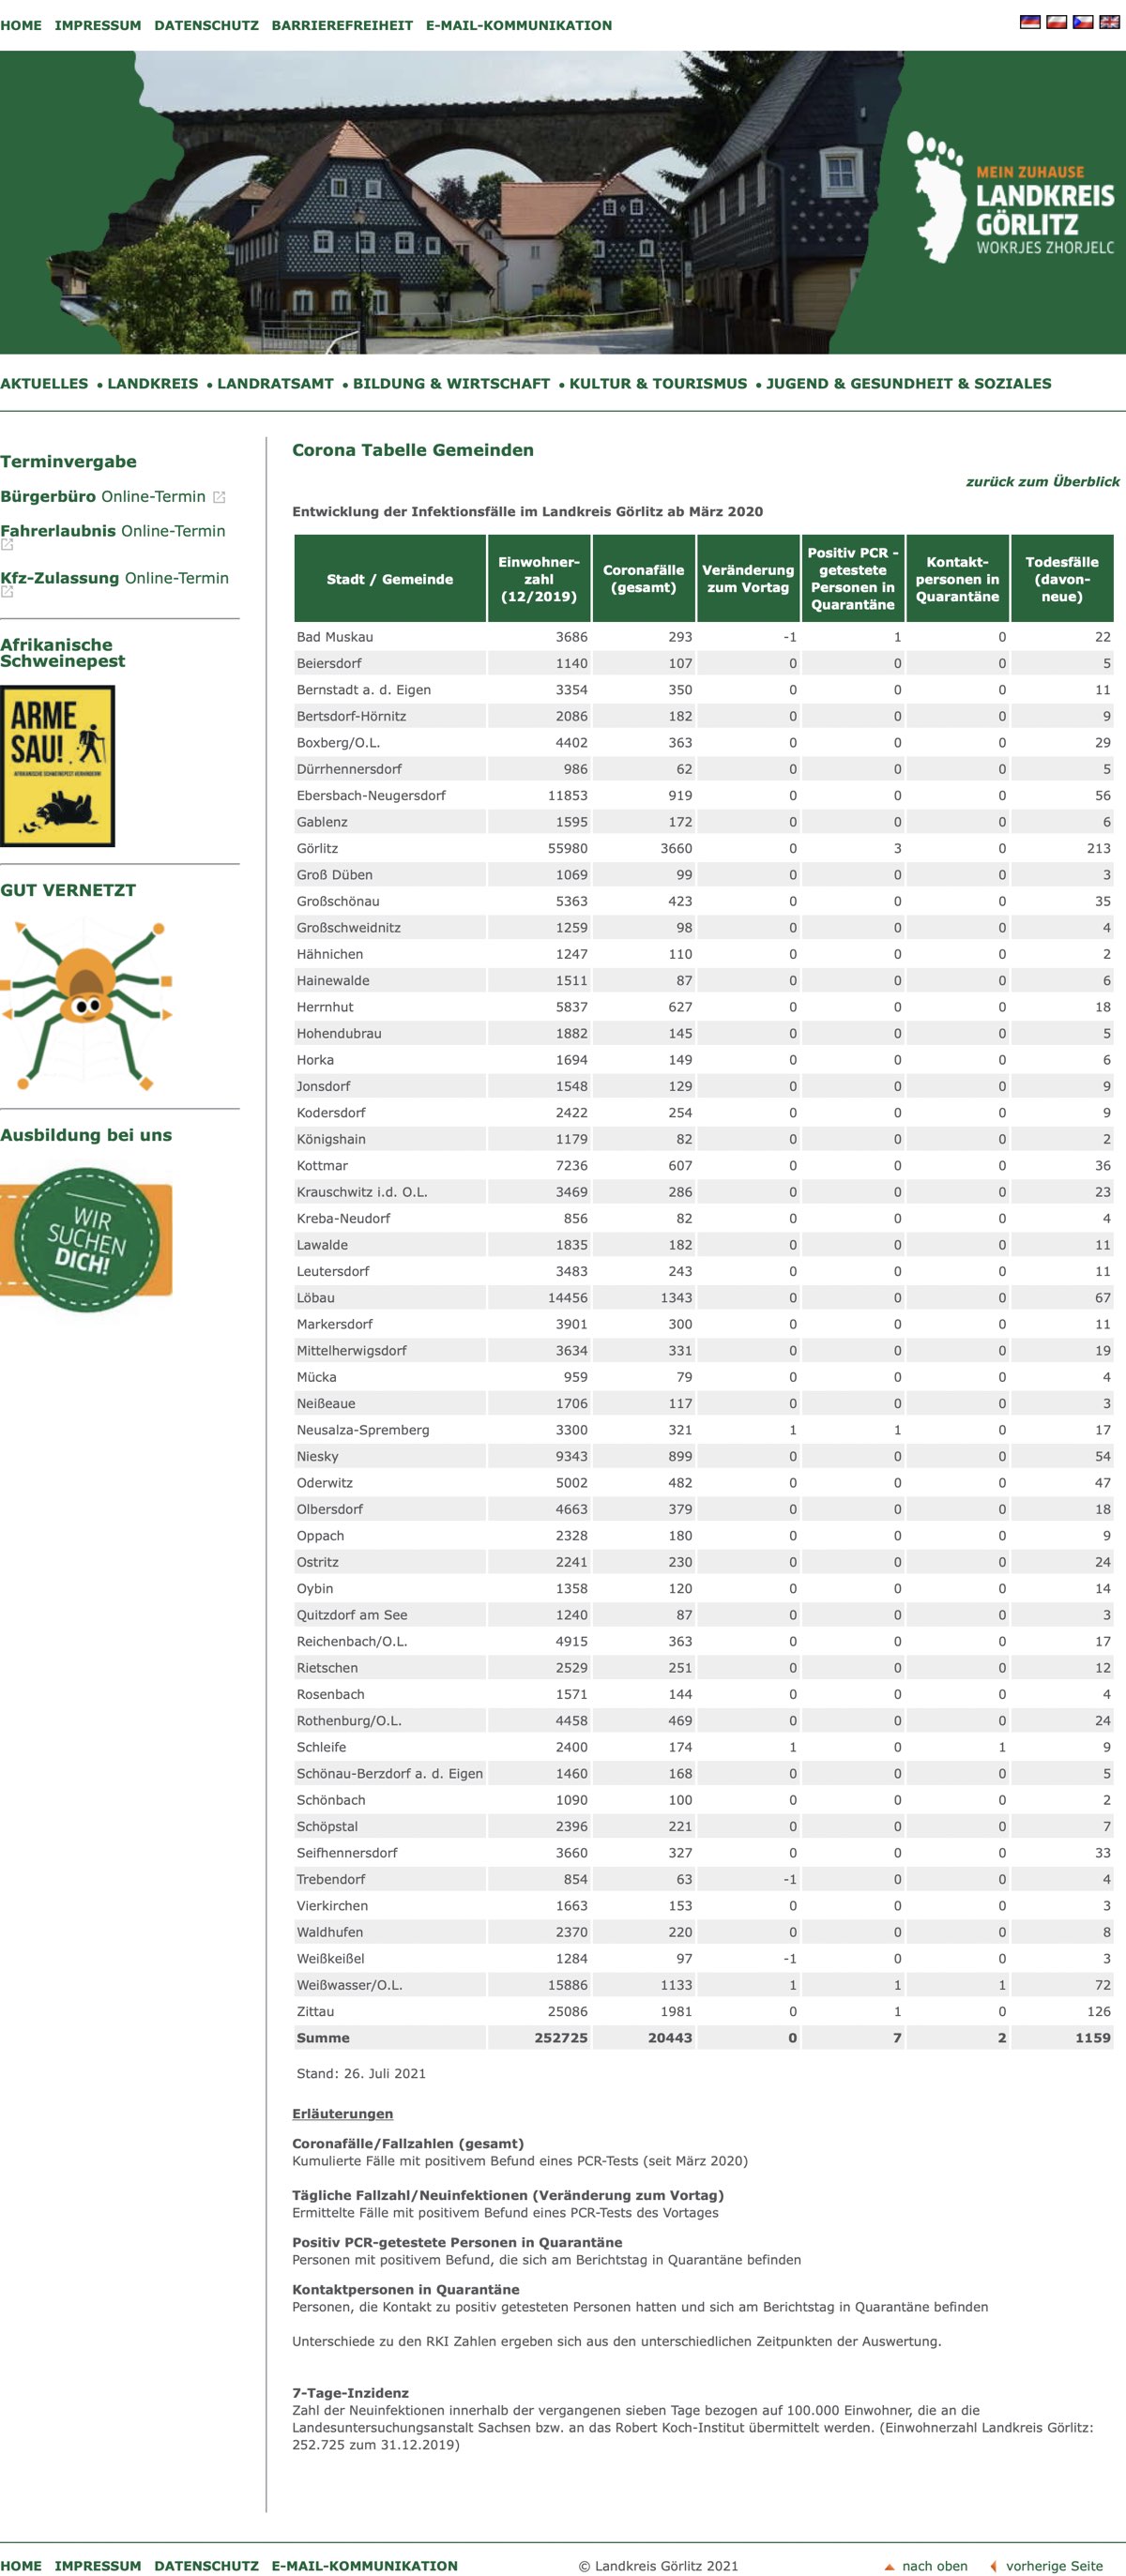 HOME IMPRESSUM DATENSCHUTZ BARRIEREFREIHEIT E-MAIL-KOMMUNIKATION
MEIN ZUHAUSE
LANDKREIS
GÖRLITZ
WOKRJES ZHORJELC
AKTUELLES • LANDKREIS • LANDRATSAMT • BILDUNG & WIRTSCHAFT • KULTUR & TOURISMUS • JUGEND & GESUNDHEIT & SOZIALES
Terminvergabe
Bürgerbüro Online-Termin
Fahrerlaubnis Online-Termin
Kfz-Zulassung Online-Termin
Afrikanische
Schweinepest
ARME
SAU!
AFRIKANISCHE SCHWEINEPEST VERHINDERN!
GUT VERNETZT
Ausbildung bei uns
WIR
SUCHEN
DICH!
Corona Tabelle Gemeinden
zurück zum Überblick
Entwicklung der Infektionsfälle im Landkreis Görlitz ab März 2020
Stadt / Gemeinde Einwohner-zahl (12/2019) Coronafälle (gesamt) Veränderung zum Vortag Positiv PCR - getestete Personen in Quarantäne Kontakt-personen in Quarantäne Todesfälle (davon-neue)
Bad Muskau 3686 293 -1 1 0 22
Beiersdorf 1140 107 0 0 0 5
Bernstadt a. d. Eigen 3354 350 0 0 0 11
Bertsdorf-Hörnitz 2086 182 0 0 0 9
Boxberg/O.L. 4402 363 0 0 0 29
Dürrhennersdorf 986 62 0 0 0 5
Ebersbach-Neugersdorf 11853 919 0 0 0 56
Gablenz 1595 172 0 0 0 6
Görlitz 55980 3660 0 3 0 213
Groß Düben 1069 99 0 0 0 3
Großschönau 5363 423 0 0 0 35
Großschweidnitz 1259 98 0 0 0 4
Hähnichen 1247 110 0 0 0 2
Hainewalde 1511 87 0 0 0 6
Herrnhut 5837 627 0 0 0 18
Hohendubrau 1882 145 0 0 0 5
Horka 1694 149 0 0 0 6
Jonsdorf 1548 129 0 0 0 9
Kodersdorf 2422 254 0 0 0 9
Königshain 1179 82 0 0 0 2
Kottmar 7236 607 0 0 0 36
Krauschwitz i.d. O.L. 3469 286 0 0 0 23
Kreba-Neudorf 856 82 0 0 0 4
Lawalde 1835 182 0 0 0 11
Leutersdorf 3483 243 0 0 0 11
Löbau 14456 1343 0 0 0 67
Markersdorf 3901 300 0 0 0 11
Mittelherwigsdorf 3634 331 0 0 0 19
Mücka 959 79 0 0 0 4
Neißeaue 1706 117 0 0 0 3
Neusalza-Spremberg 3300 321 1 1 0 17
Niesky 9343 899 0 0 0 54
Oderwitz 5002 482 0 0 0 47
Olbersdorf 4663 379 0 0 0 18
Oppach 2328 180 0 0 0 9
Ostritz 2241 230 0 0 0 24
Oybin 1358 120 0 0 0 14
Quitzdorf am See 1240 87 0 0 0 3
Reichenbach/O.L. 4915 363 0 0 0 17
Rietschen 2529 251 0 0 0 12
Rosenbach 1571 144 0 0 0 4
Rothenburg/O.L. 4458 469 0 0 0 24
Schleife 2400 174 1 0 1 9
Schönau-Berzdorf a. d. Eigen 1460 168 0 0 0 5
Schönbach 1090 100 0 0 0 2
Schöpstal 2396 221 0 0 0 7
Seifhennersdorf 3660 327 0 0 0 33
Trebendorf 854 63 -1 0 0 4
Vierkirchen 1663 153 0 0 0 3
Waldhufen 2370 220 0 0 0 8
Weißkeißel 1284 97 -1 0 0 3
Weißwasser/O.L. 15886 1133 1 1 1 72
Zittau 25086 1981 0 1 0 126
Summe 252725 20443 0 7 2 1159
Stand: 26. Juli 2021
Erläuterungen
Coronafälle/Fallzahlen (gesamt)
Kumulierte Fälle mit positivem Befund eines PCR-Tests (seit März 2020)
Tägliche Fallzahl/Neuinfektionen (Veränderung zum Vortag)
Ermittelte Fälle mit positivem Befund eines PCR-Tests des Vortages
Positiv PCR-getestete Personen in Quarantäne
Personen mit positivem Befund, die sich am Berichtstag in Quarantäne befinden
Kontaktpersonen in Quarantäne
Personen, die Kontakt zu positiv getesteten Personen hatten und sich am Berichtstag in Quarantäne befinden
Unterschiede zu den RKI Zahlen ergeben sich aus den unterschiedlichen Zeitpunkten der Auswertung.
7-Tage-Inzidenz
Zahl der Neuinfektionen innerhalb der vergangenen sieben Tage bezogen auf 100.000 Einwohner, die an die
Landesuntersuchungsanstalt Sachsen bzw. an das Robert Koch-Institut übermittelt werden. (Einwohnerzahl Landkreis Görlitz:
252.725 zum 31.12.2019)
HOME IMPRESSUM DATENSCHUTZ E-MAIL-KOMMUNIKATION © Landkreis Görlitz 2021 nach oben vorherige Seite